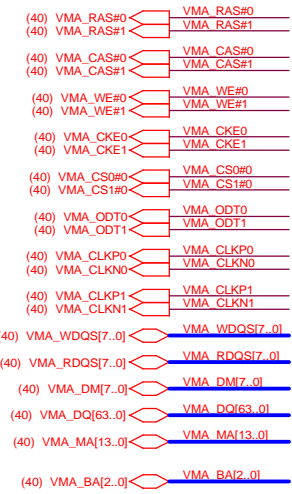 (40) VMA_RAS#0 VMA_RAS#0
(40) VMA_RAS#1 VMA_RAS#1
(40) VMA_CAS#0 VMA_CAS#0
(40) VMA_CAS#1 VMA_CAS#1
(40) VMA_WE#0 VMA_WE#0
(40) VMA_WE#1 VMA_WE#1
(40) VMA_CKE0 VMA_CKE0
(40) VMA_CKE1 VMA_CKE1
(40) VMA_CS0#0 VMA_CS0#0
(40) VMA_CS1#0 VMA_CS1#0
(40) VMA_ODT0 VMA_ODT0
(40) VMA_ODT1 VMA_ODT1
(40) VMA_CLKP0 VMA_CLKP0
(40) VMA_CLKN0 VMA_CLKN0
(40) VMA_CLKP1 VMA_CLKP1
(40) VMA_CLKN1 VMA_CLKN1
(40) VMA_WDQS[7..0] VMA_WDQS[7..0]
(40) VMA_RDQS[7..0] VMA_RDQS[7..0]
(40) VMA_DM[7..0] VMA_DM[7..0]
(40) VMA_DQ[63..0] VMA_DQ[63..0]
(40) VMA_MA[13..0] VMA_MA[13..0]
(40) VMA_BA[2..0] VMA_BA[2..0]